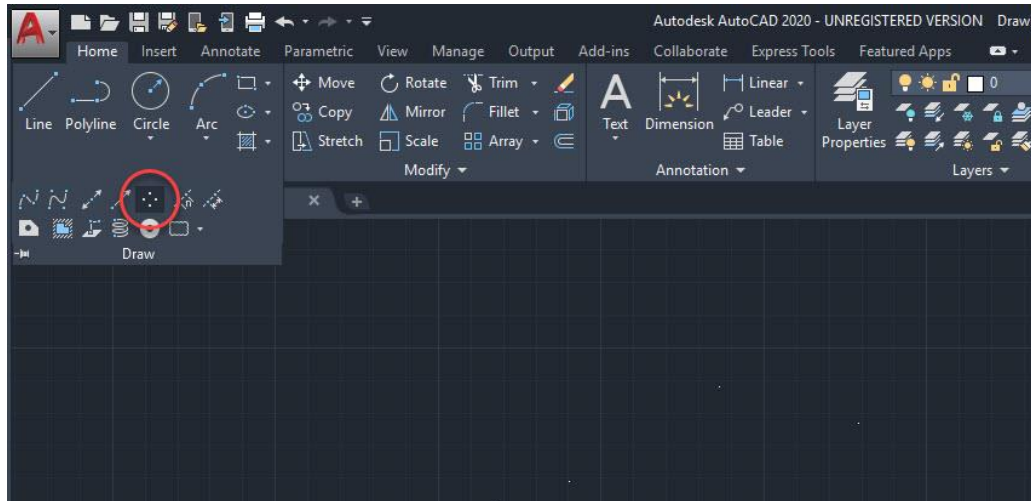 Autodesk AutoCAD 2020 - UNREGISTERED VERSION Draw
Home Insert Annotate Parametric View Manage Output Add-ins Collaborate Express Tools Featured Apps
Move Rotate Trim Linear 0
Copy Mirror Fillet Leader
Line Polyline Circle Arc Text Dimension Layer
Stretch Scale Array Table Properties
Modify Annotation Layers
Draw